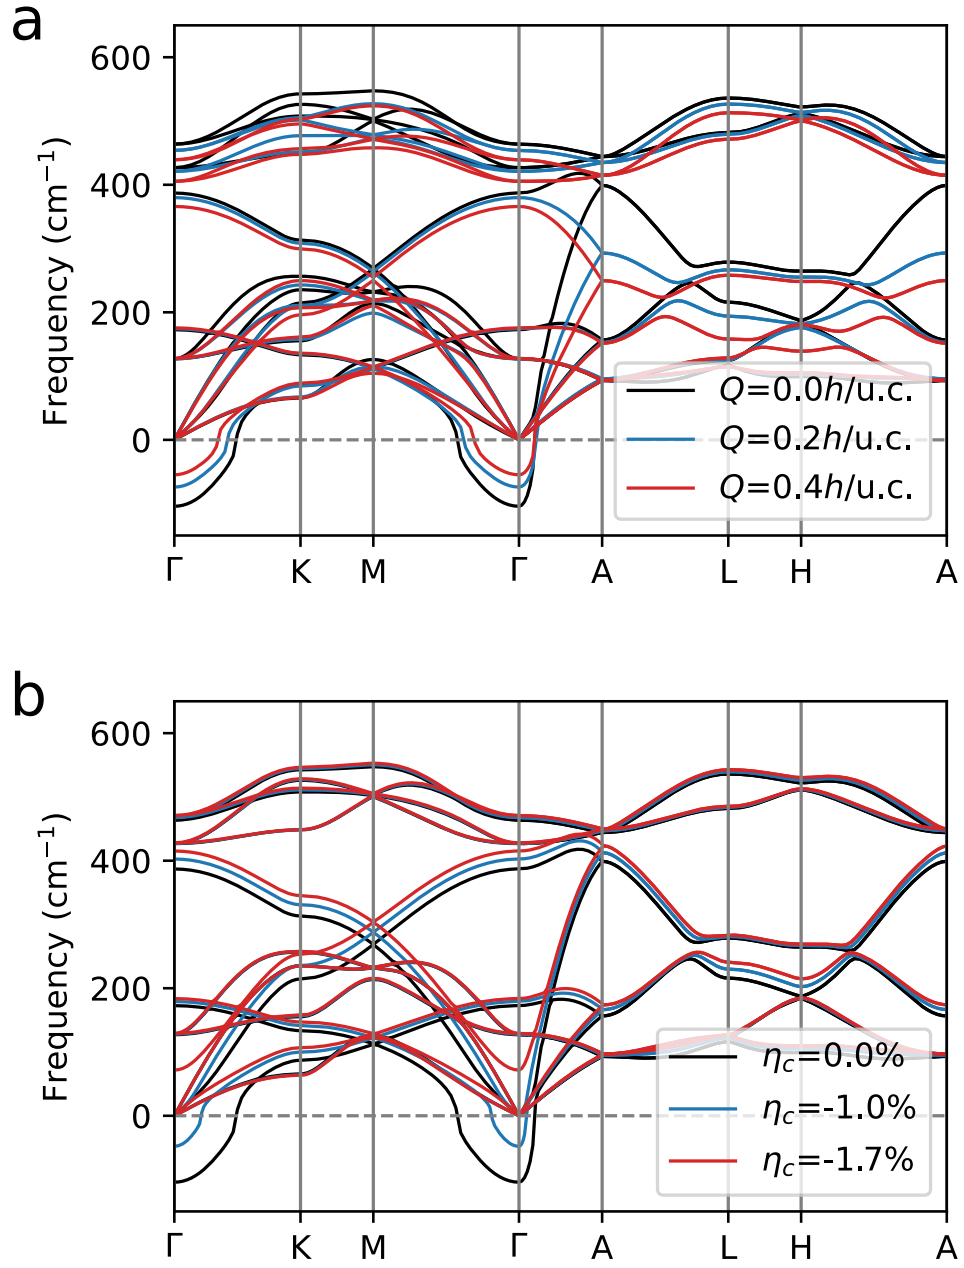 a
600
400
200
0
Frequency (cm⁻¹)
Q=0.0h/u.c.
Q=0.2h/u.c.
Q=0.4h/u.c.
Γ K M Γ A L H A
b
600
400
200
0
Frequency (cm⁻¹)
η_c=0.0%
η_c=-1.0%
η_c=-1.7%
Γ K M Γ A L H A